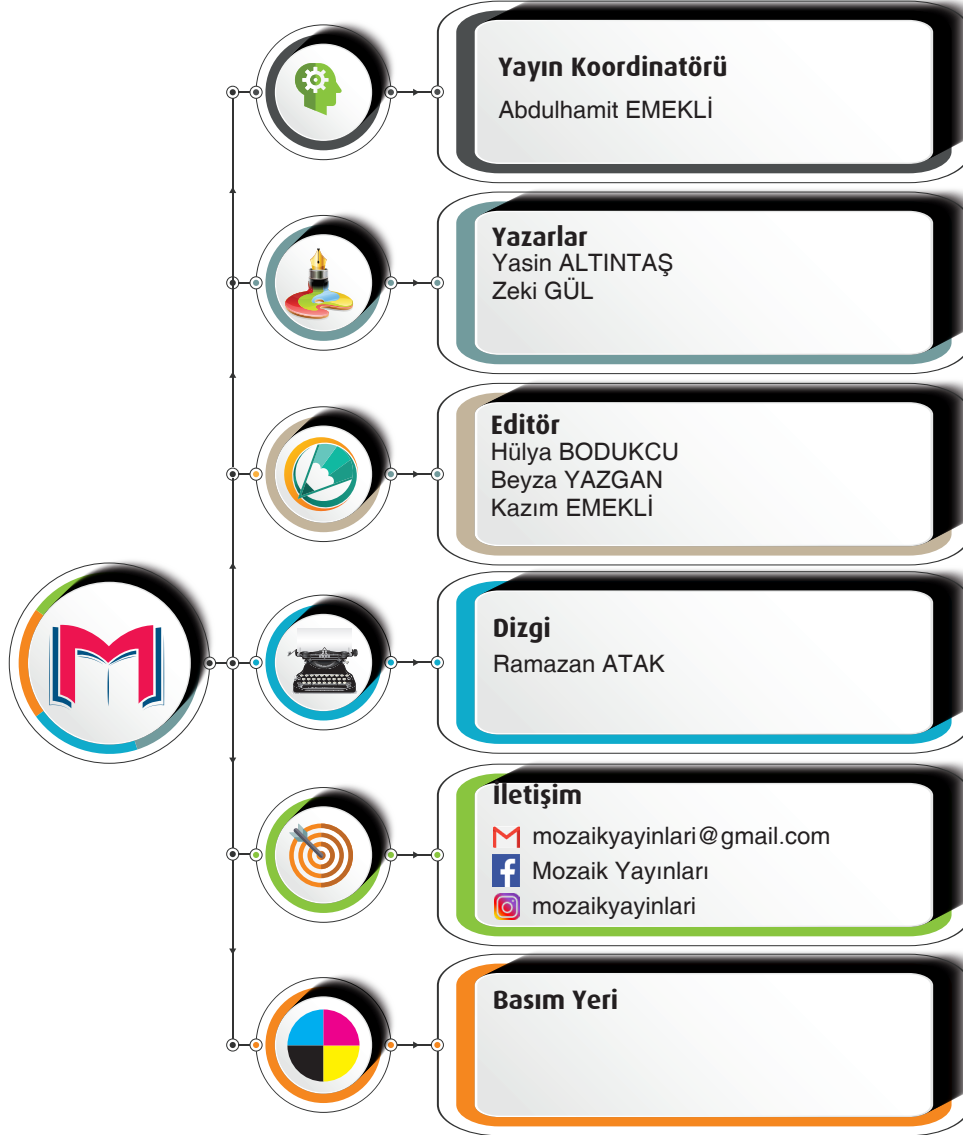 Yayın Koordinatörü
Abdulhamit EMEKLİ
Yazarlar
Yasin ALTINTAŞ
Zeki GÜL
Editör
Hülya BODUKCU
Beyza YAZGAN
Kazım EMEKLİ
Dizgi
Ramazan ATAK
İletişim
mozaikyayinlari@gmail.com
Mozaik Yayınları
mozaikyayinlari
Basım Yeri